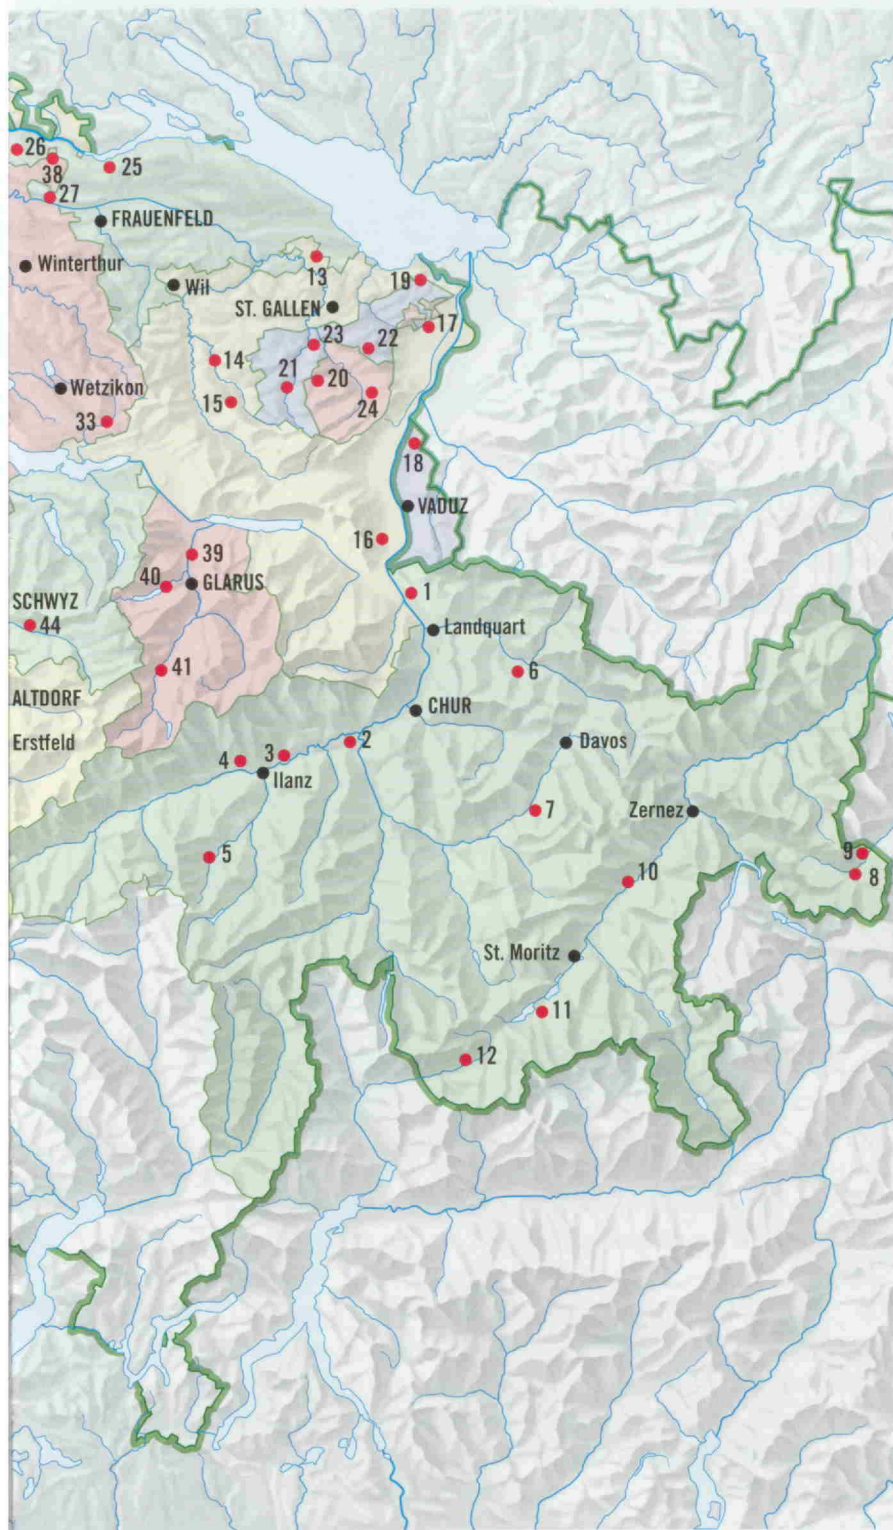 26
38
25
27
FRAUENFELD
Winterthur
13
19
Wil
ST. GALLEN
17
23
22
14
21
20
Wetzikon
15
24
33
18
VADUZ
16
39
40
GLARUS
1
SCHWYZ
44
Landquart
41
6
ALTDORF
CHUR
Erstfeld
2
Davos
4
3
Ilanz
7
Zernez
5
9
8
10
St. Moritz
11
12